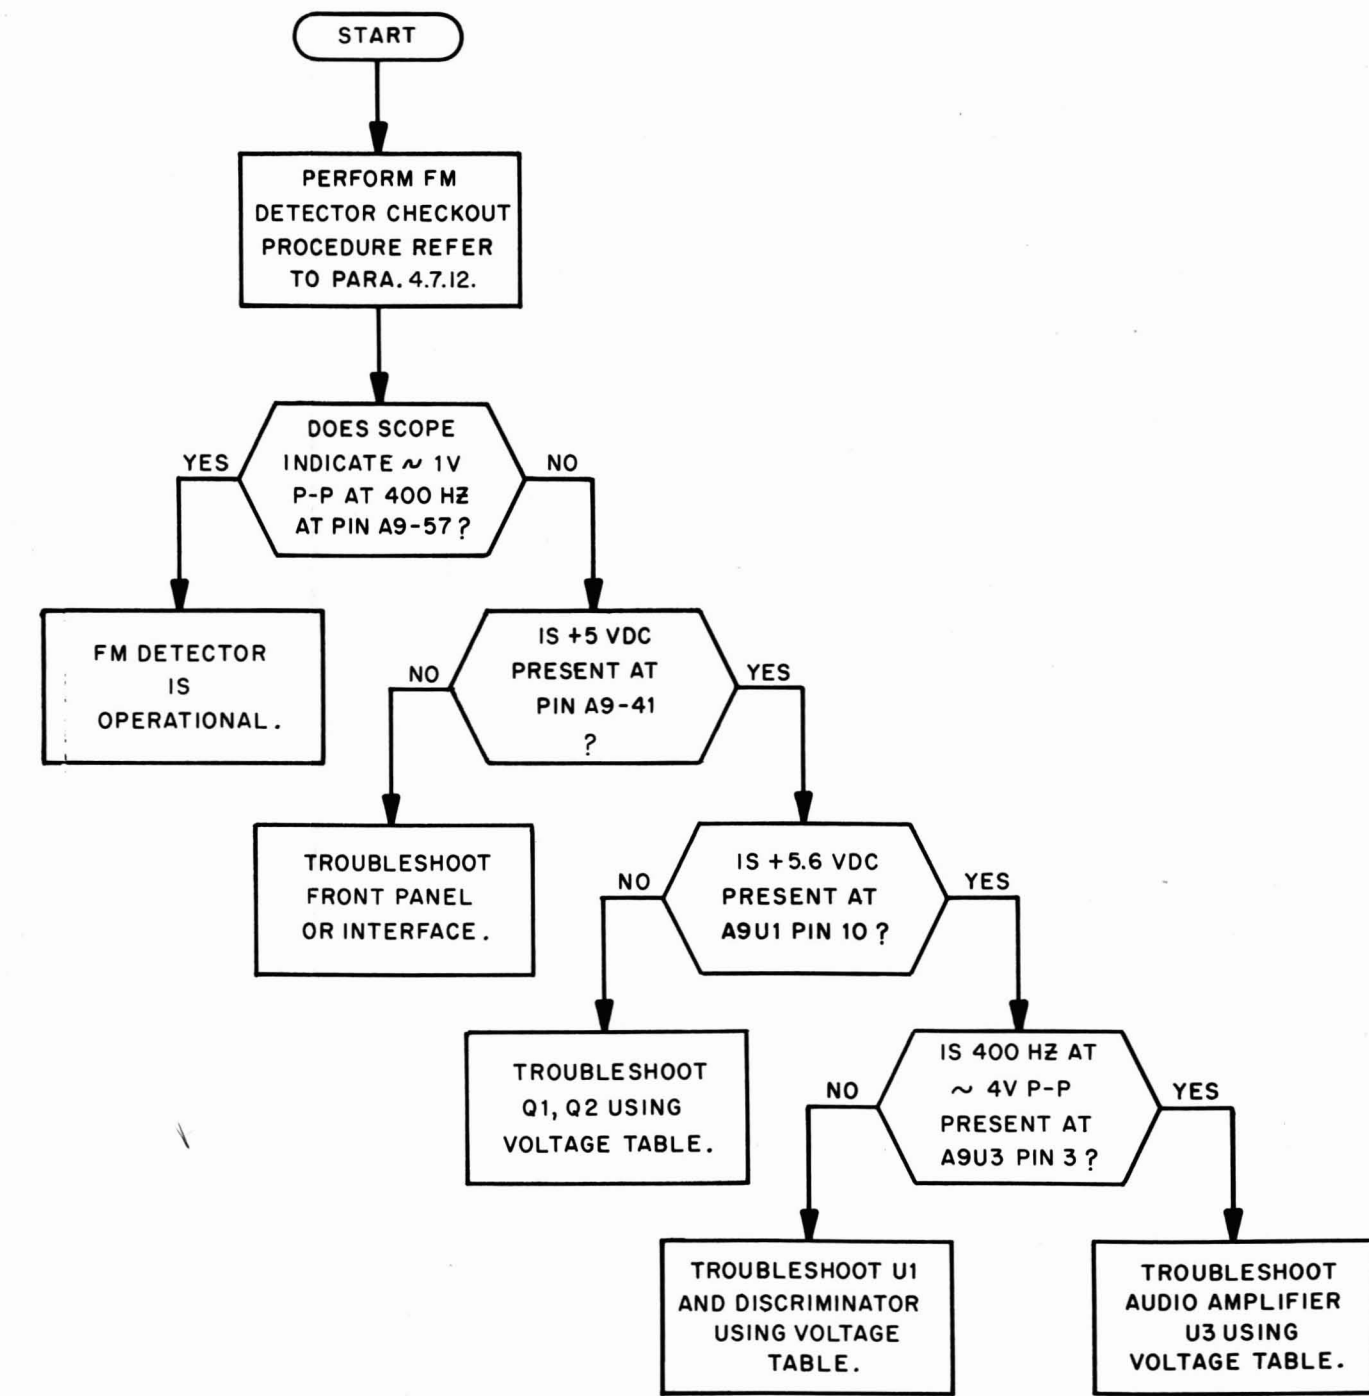 START
PERFORM FM
DETECTOR CHECKOUT
PROCEDURE REFER
TO PARA. 4.7.12.
DOES SCOPE
INDICATE ~ 1V
P-P AT 400 HZ
AT PIN A9-57?
YES
NO
FM DETECTOR
IS
OPERATIONAL.
IS +5 VDC
PRESENT AT
PIN A9-41
?
NO
YES
TROUBLESHOOT
FRONT PANEL
OR INTERFACE.
IS +5.6 VDC
PRESENT AT
A9U1 PIN 10?
NO
YES
TROUBLESHOOT
Q1, Q2 USING
VOLTAGE TABLE.
IS 400 HZ AT
~ 4V P-P
PRESENT AT
A9U3 PIN 3?
NO
YES
TROUBLESHOOT U1
AND DISCRIMINATOR
USING VOLTAGE
TABLE.
TROUBLESHOOT
AUDIO AMPLIFIER
U3 USING
VOLTAGE TABLE.